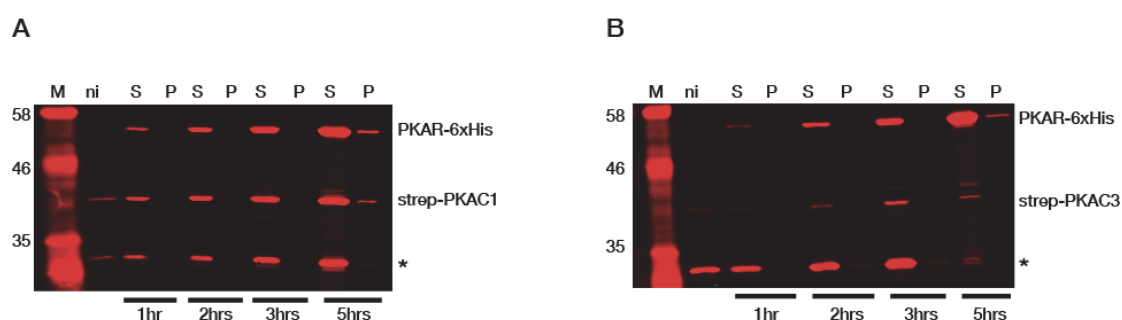 A
M ni S P S P S P S P
58
PKAR-6xHis
46
strep-PKAC1
35
*
1hr 2hrs 3hrs 5hrs
B
M ni S P S P S P S P
58
PKAR-6xHis
46
strep-PKAC3
35
*
1hr 2hrs 3hrs 5hrs